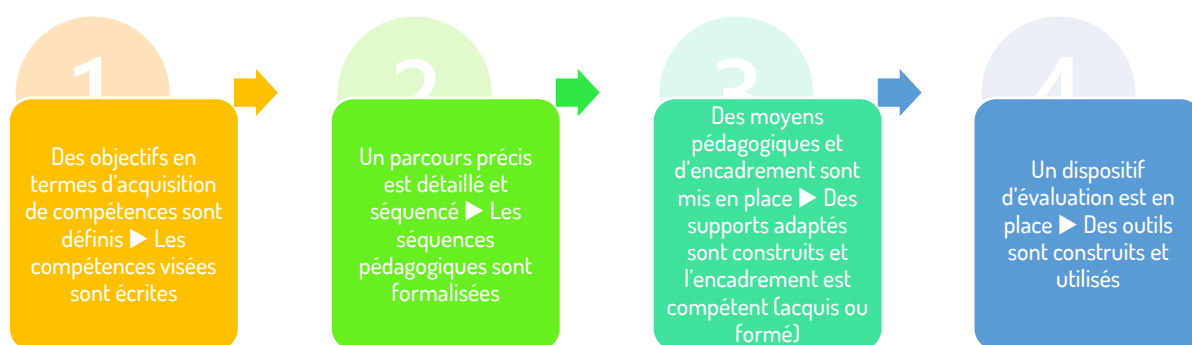 1
Des objectifs en
termes d'acquisition
de compétences sont
définis ▶ Les
compétences visées
sont écrites
2
Un parcours précis
est détaillé et
séquencé ▶ Les
séquences
pédagogiques sont
formalisées
3
Des moyens
pédagogiques et
d'encadrement sont
mis en place ▶ Des
supports adaptés
sont construits et
l'encadrement est
compétent (acquis ou
formé)
4
Un dispositif
d'évaluation est en
place ▶ Des outils
sont construits et
utilisés